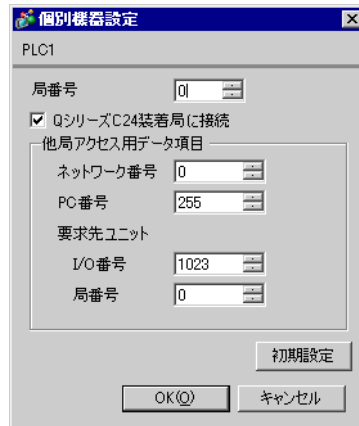 個別機器設定
PLC1
局番号 0
QシリーズC24装着局に接続
他局アクセス用データ項目
ネットワーク番号 0
PC番号 255
要求先ユニット
I/O番号 1023
局番号 0
初期設定
OK(O) キャンセル